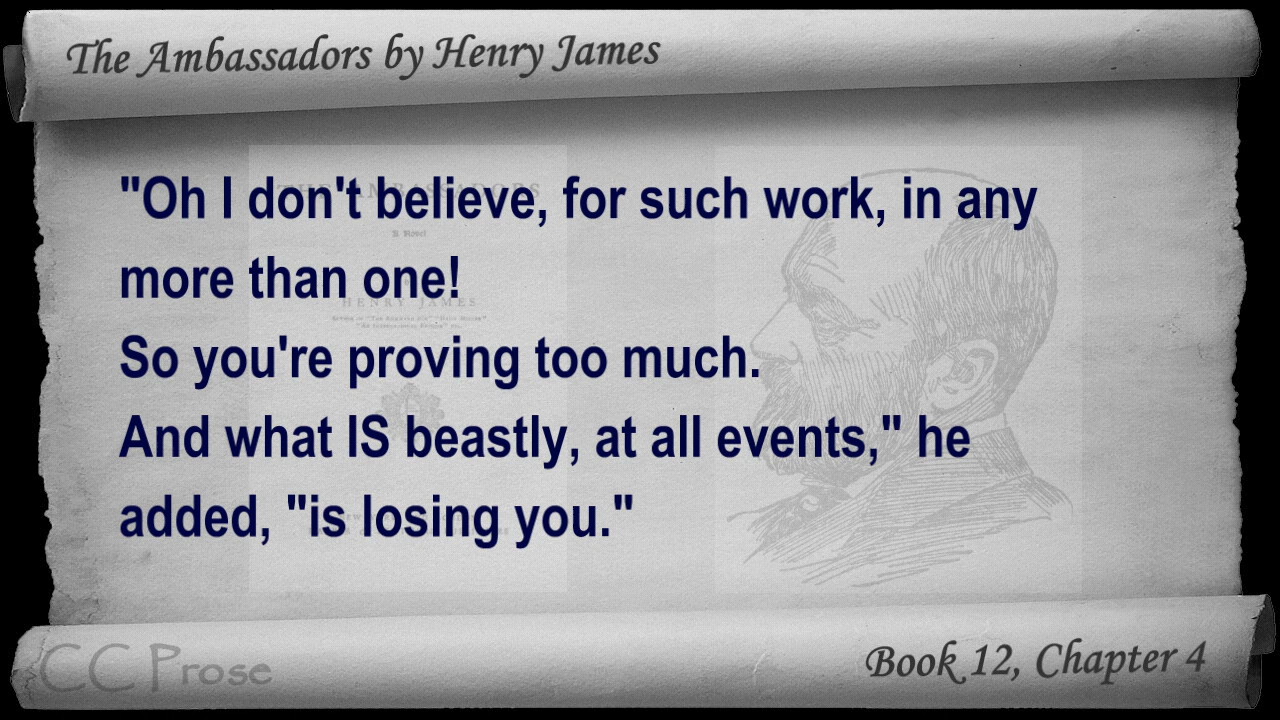 The Ambassadors by Henry James
"Oh I don't believe, for such work, in any
more than one!
So you're proving too much.
And what IS beastly, at all events," he
added, "is losing you."
CC Prose
Book 12, Chapter 4